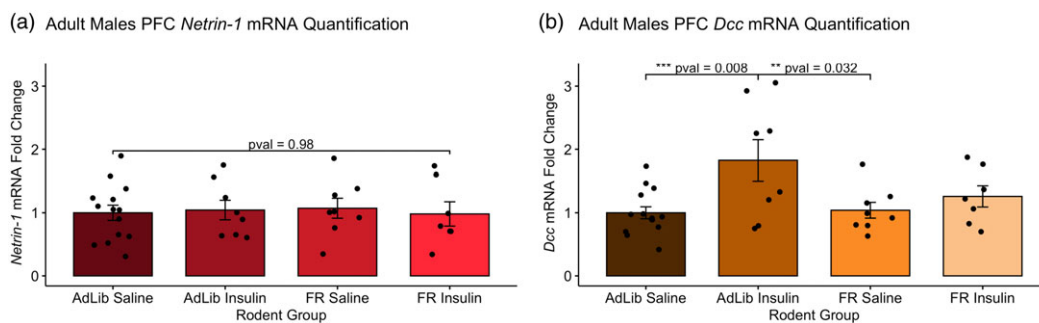 (a) Adult Males PFC Netrin-1 mRNA Quantification
Netrin-1 mRNA Fold Change
3
2
1
0
pval = 0.98
AdLib Saline AdLib Insulin FR Saline FR Insulin
Rodent Group
(b) Adult Males PFC Dcc mRNA Quantification
Dcc mRNA Fold Change
3
2
1
0
*** pval = 0.008 ** pval = 0.032
AdLib Saline AdLib Insulin FR Saline FR Insulin
Rodent Group